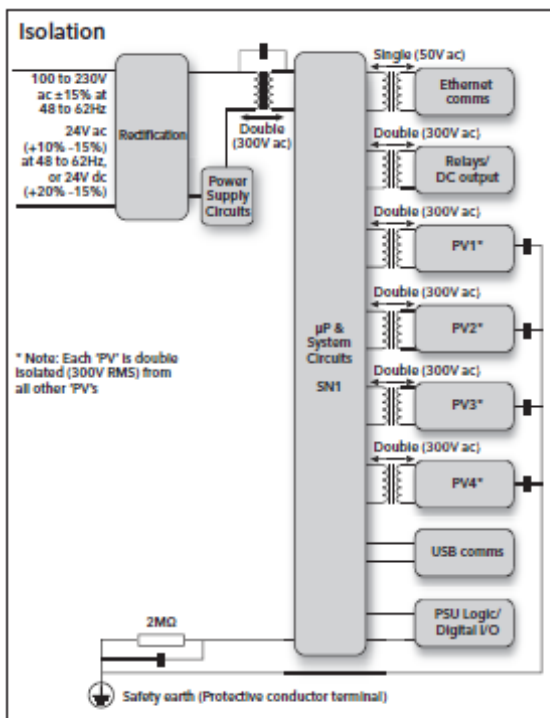 Isolation
100 to 230V
ac ±15% at
48 to 62Hz
24V ac
(+10% -15%)
at 48 to 62Hz,
or 24V dc
(+20% -15%)
Rectification
Double
(300V ac)
Power
Supply
Circuits
* Note: Each 'PV' is double
isolated (300V RMS) from
all other 'PV's
µP &
System
Circuits
SN1
Single (50V ac)
Ethernet
comms
Double (300V ac)
Relays/
DC output
Double (300V ac)
PV1*
Double (300V ac)
PV2*
Double (300V ac)
PV3*
Double (300V ac)
PV4*
USB comms
PSU Logic/
Digital I/O
2MΩ
Safety earth (Protective conductor terminal)